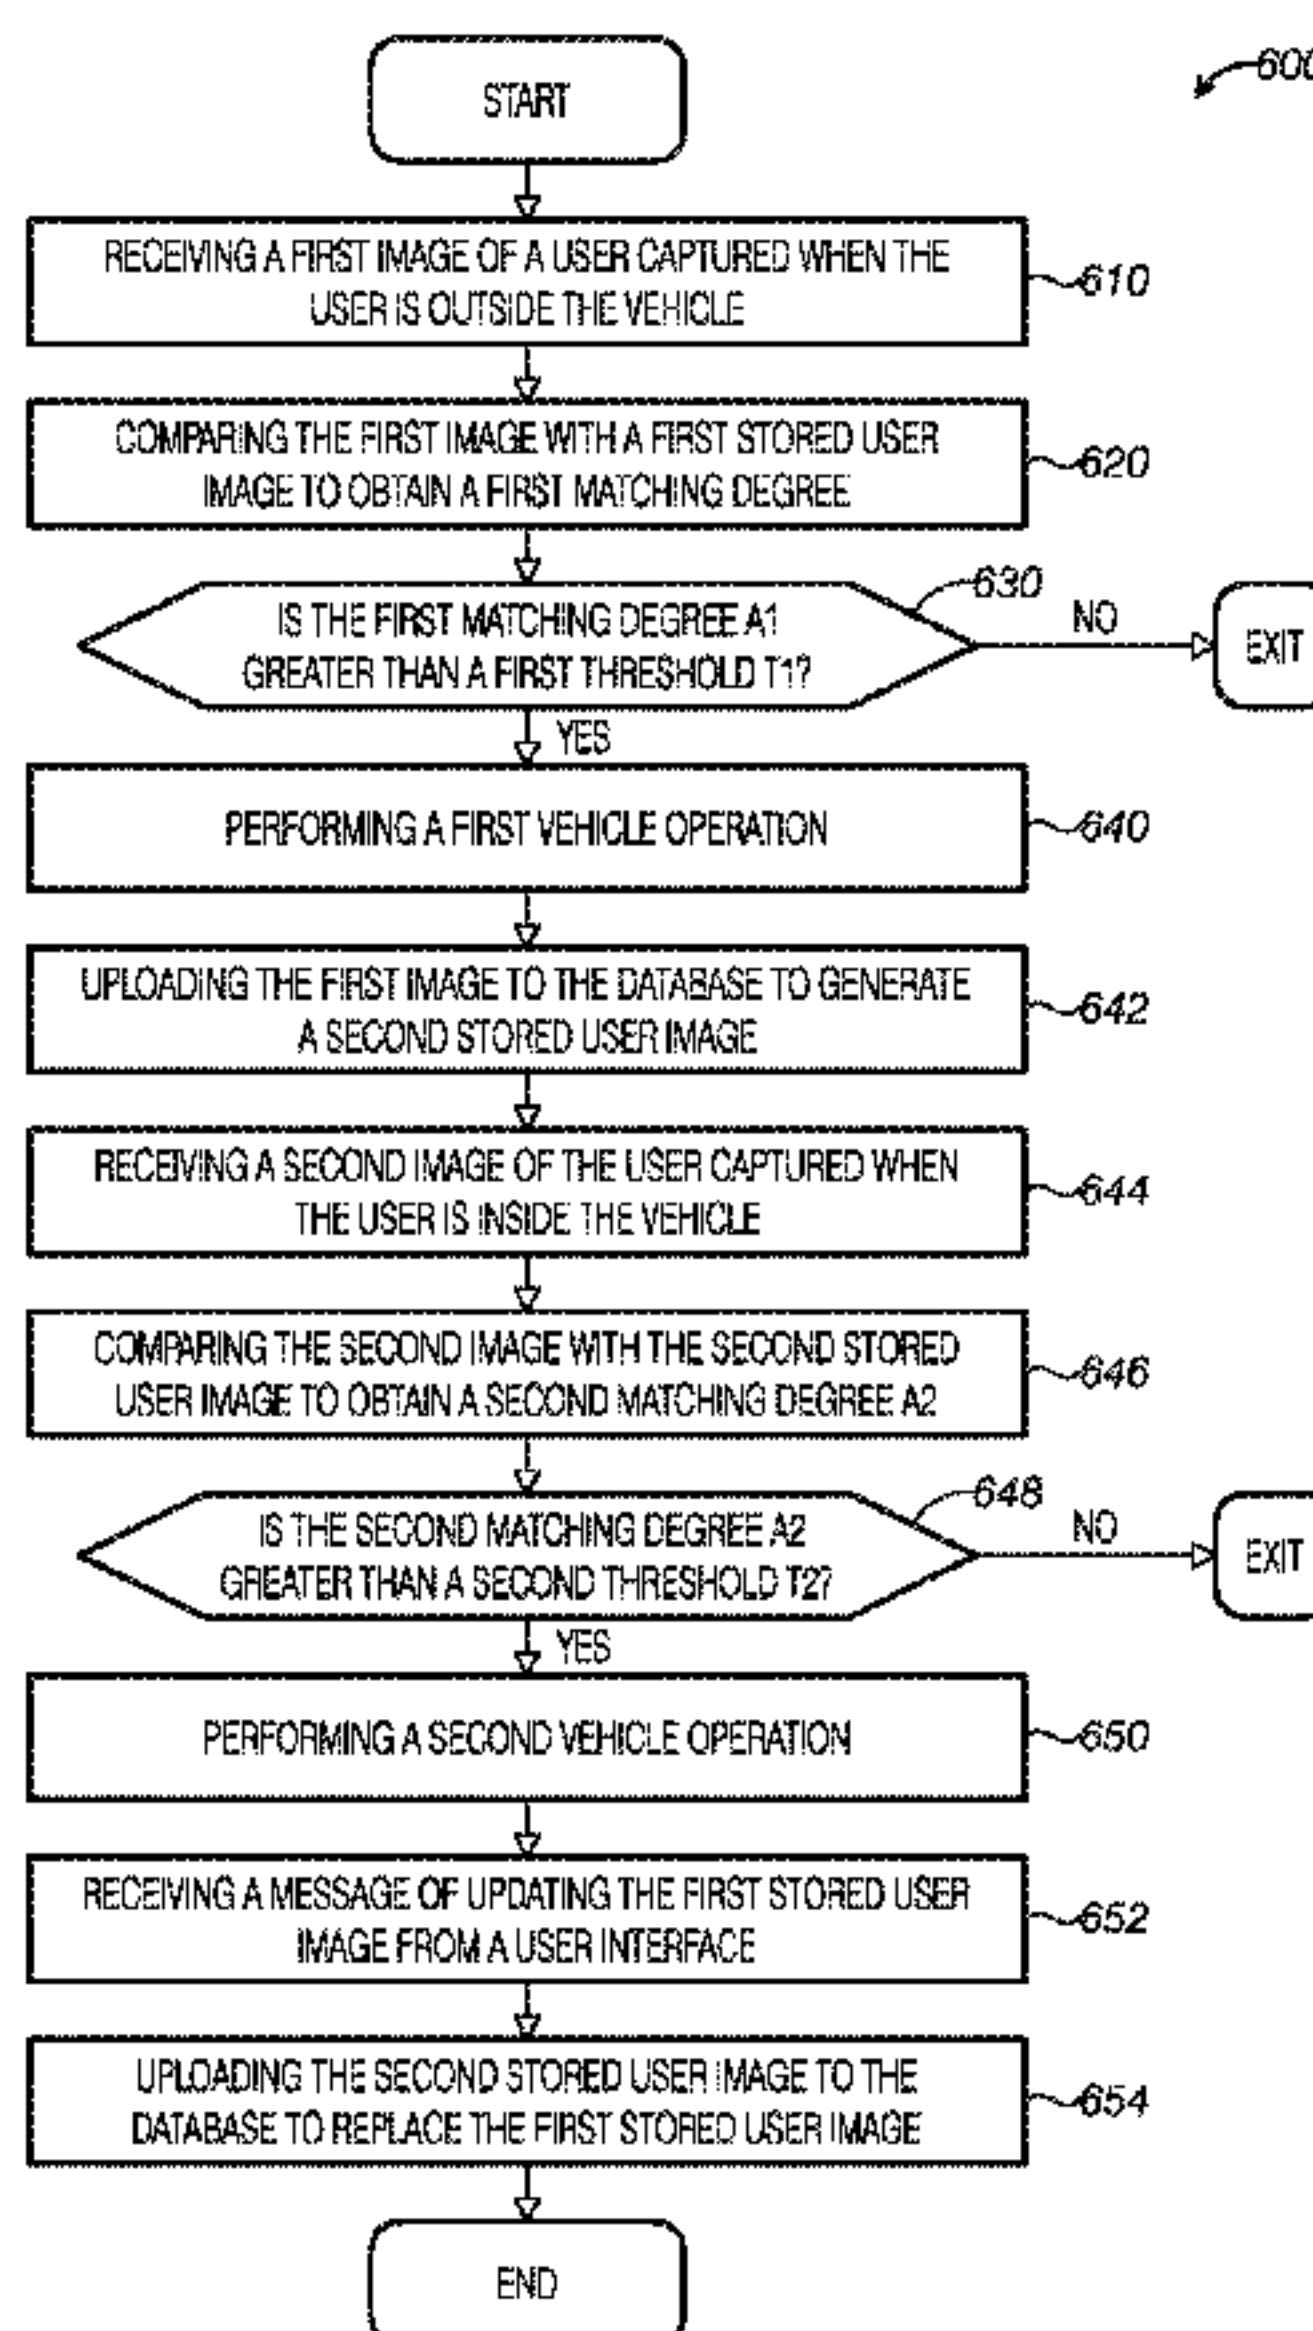 START
600
RECEIVING A FIRST IMAGE OF A USER CAPTURED WHEN THE
USER IS OUTSIDE THE VEHICLE
610
COMPARING THE FIRST IMAGE WITH A FIRST STORED USER
IMAGE TO OBTAIN A FIRST MATCHING DEGREE
620
630
IS THE FIRST MATCHING DEGREE A1
GREATER THAN A FIRST THRESHOLD T1?
NO
EXIT
YES
PERFORMING A FIRST VEHICLE OPERATION
640
UPLOADING THE FIRST IMAGE TO THE DATABASE TO GENERATE
A SECOND STORED USER IMAGE
642
RECEIVING A SECOND IMAGE OF THE USER CAPTURED WHEN
THE USER IS INSIDE THE VEHICLE
644
COMPARING THE SECOND IMAGE WITH THE SECOND STORED
USER IMAGE TO OBTAIN A SECOND MATCHING DEGREE A2
646
648
IS THE SECOND MATCHING DEGREE A2
GREATER THAN A SECOND THRESHOLD T2?
NO
EXIT
YES
PERFORMING A SECOND VEHICLE OPERATION
650
RECEIVING A MESSAGE OF UPDATING THE FIRST STORED USER
IMAGE FROM A USER INTERFACE
652
UPLOADING THE SECOND STORED USER IMAGE TO THE
DATABASE TO REPLACE THE FIRST STORED USER IMAGE
654
END